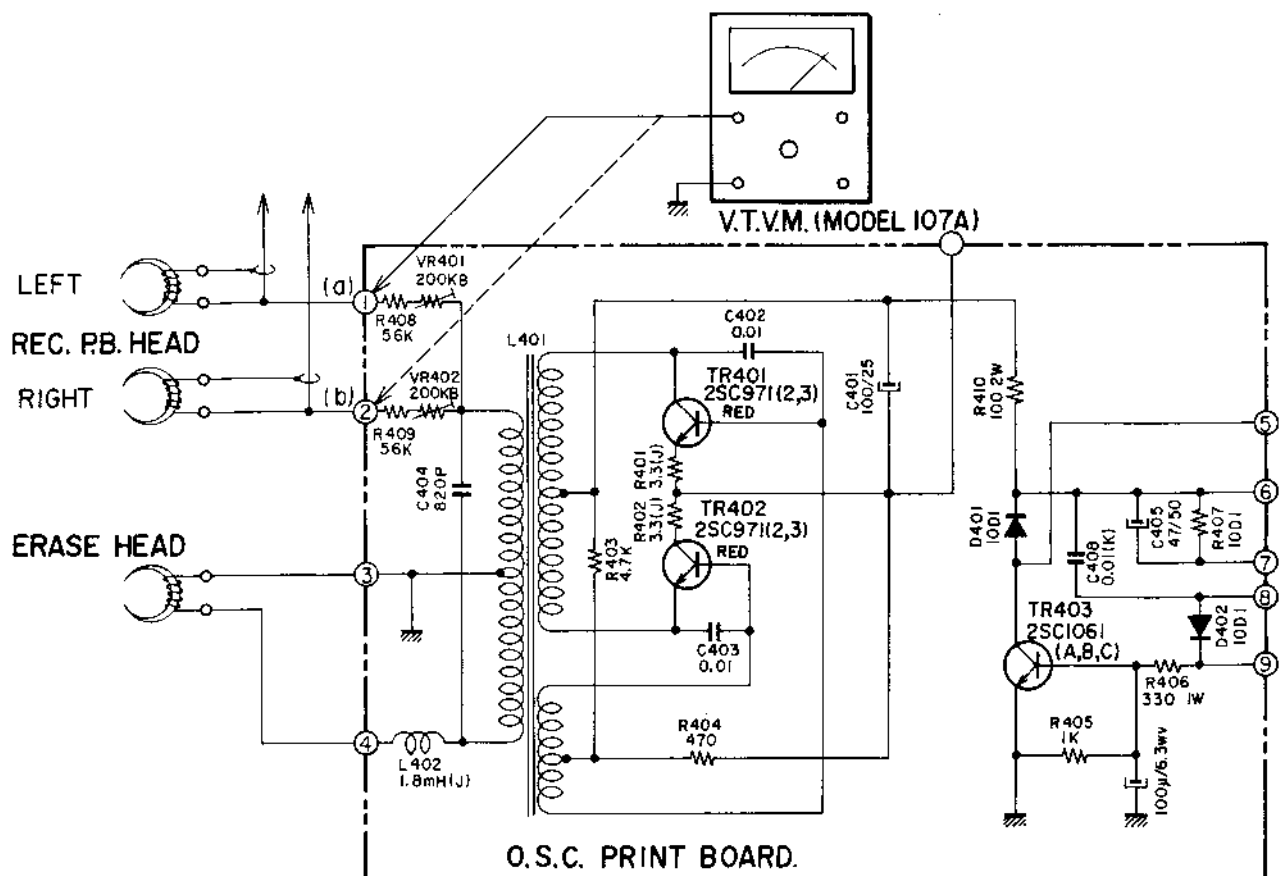 V.T.V.M. (MODEL 107A)
LEFT
(a)
1
VR401
200KB
R408
56K
REC. P.B. HEAD
RIGHT
(b)
2
VR402
200KB
R409
56K
C404
820P
L401
C402
0.01
TR401
2SC971(2,3)
RED
R401
3.3(J)
R402
3.3(J)
TR402
2SC971(2,3)
RED
R403
4.7K
C403
0.01
C401
100/25
R410
100 2W
5
6
D401
10D1
C408
0.01(K)
C405
47/50
R407
10D1
7
8
ERASE HEAD
3
TR403
2SC1061
(A,B,C)
D402
10D1
9
R406
330 1W
R404
470
R405
1K
100μ/6.3wv
4
L402
1.8mH(J)
O.S.C. PRINT BOARD.